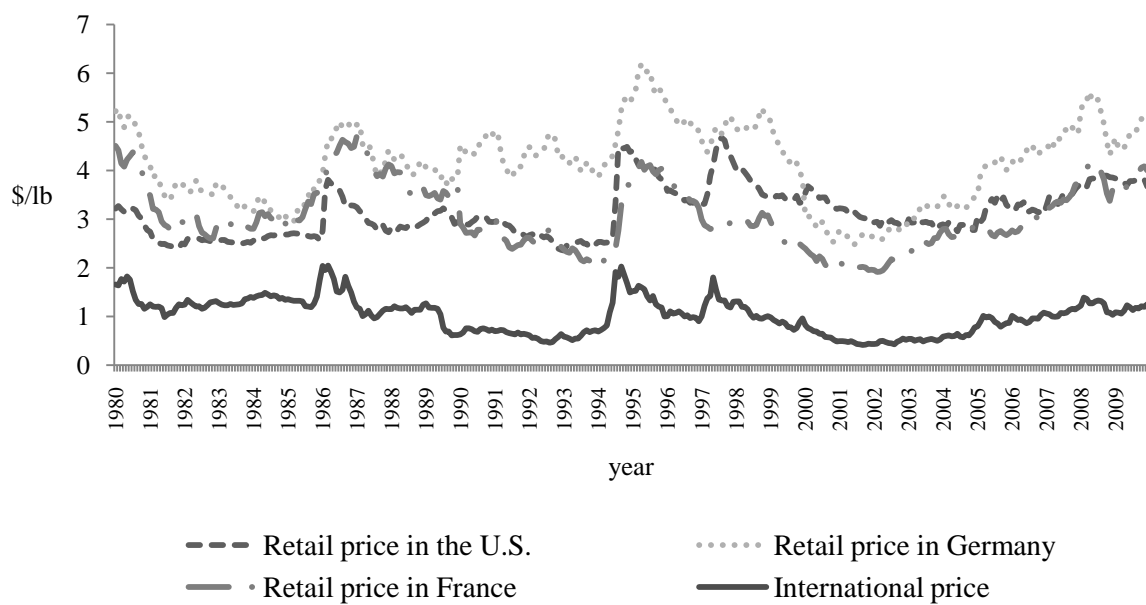 7
6
5
4
$/lb
3
2
1
0
1980 1981 1982 1983 1984 1985 1986 1987 1988 1989 1990 1991 1992 1993 1994 1995 1996 1997 1998 1999 2000 2001 2002 2003 2004 2005 2006 2007 2008 2009
year
Retail price in the U.S. Retail price in Germany
Retail price in France International price